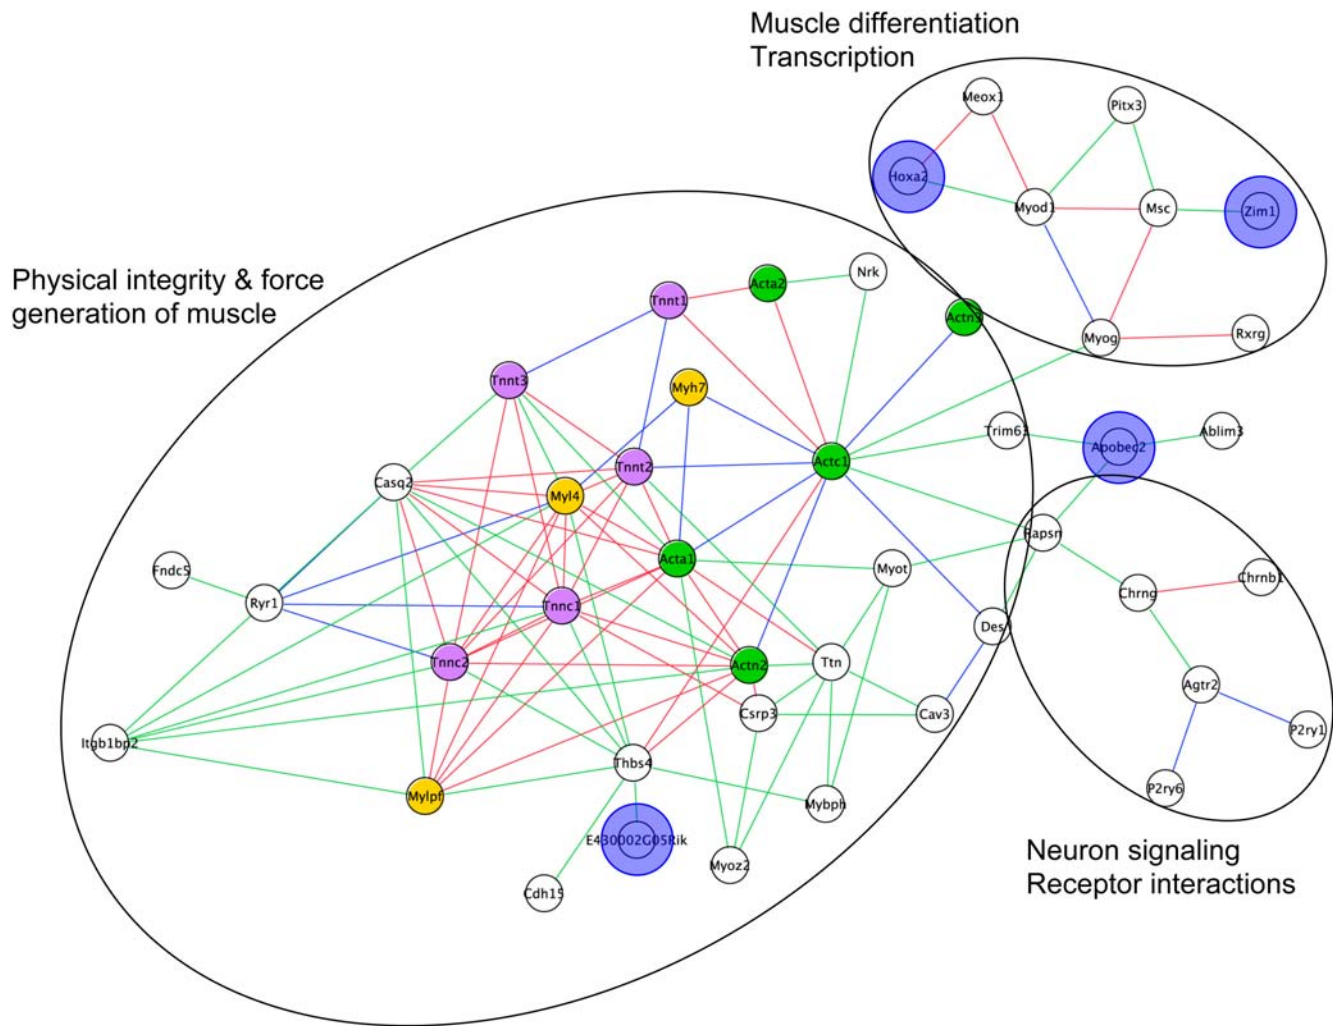 Muscle differentiation
Transcription
Meox1
Pitx3
Hoxa2
Myod1
Msc
Zim1
Physical integrity & force
generation of muscle
Tnnt1
Acta2
Nrk
Actn3
Myog
Rxrg
Tnnt3
Myh7
Trim63
Apobec2
Ablim3
Casq2
Myl4
Tnnt2
Actc1
Rapsn
Fndc5
Ryr1
Acta1
Myot
Chrng
Chrnb1
Tnnc1
Des
Tnnc2
Actn2
Ttn
Agtr2
Itgb1bp2
Csrp3
Cav3
P2ry1
Mylpf
Thbs4
Mybph
P2ry6
E430002G05Rik
Myoz2
Cdh15
Neuron signaling
Receptor interactions